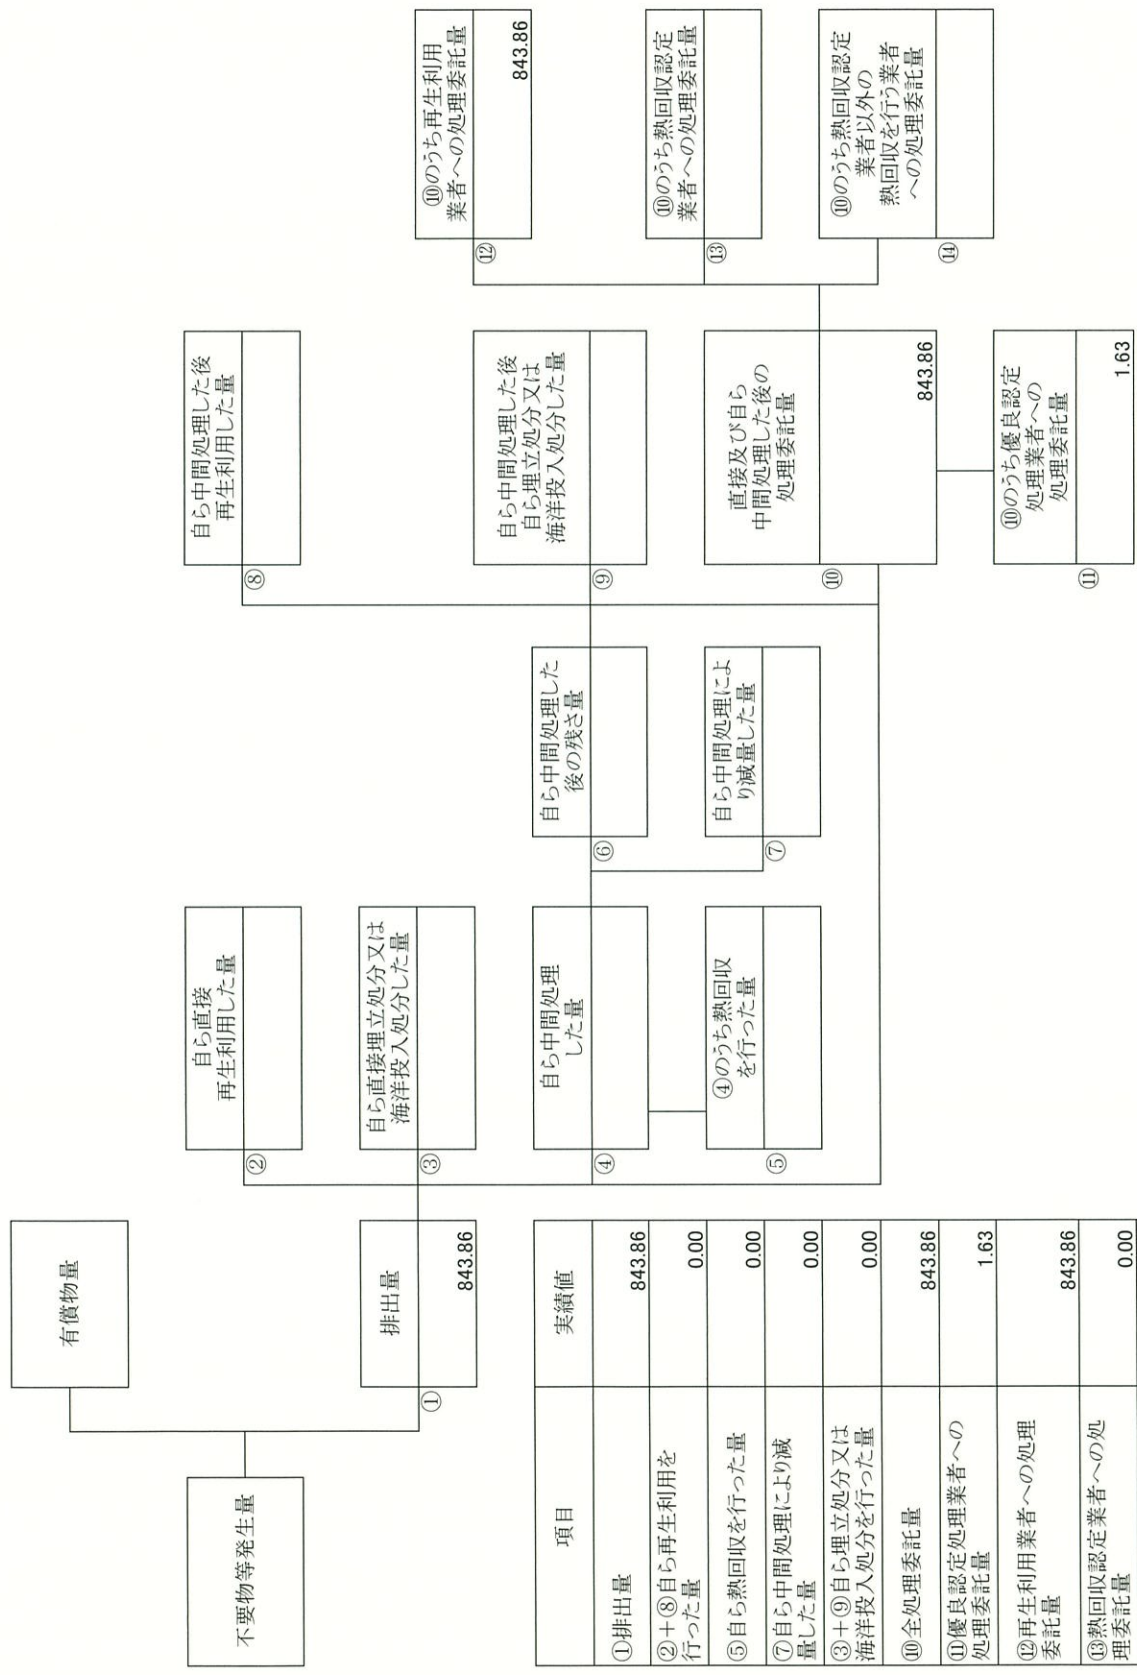 不要物等発生量
有償物量
排出量
①
843.86
自ら直接
再生利用した量
②
自ら直接埋立処分又は
海洋投入処分した量
③
自ら中間処理
した量
④
④のうち熱回収
を行った量
⑤
自ら中間処理した
後の残さ量
⑥
自ら中間処理によ
り減量した量
⑦
自ら中間処理した後
再生利用した量
⑧
自ら中間処理した後
自ら埋立処分又は
海洋投入処分した量
⑨
直接及び自ら
中間処理した後の
処理委託量
⑩
843.86
⑩のうち優良認定
処理業者への
処理委託量
⑪
1.63
⑩のうち再生利用
業者への処理委託量
⑫
843.86
⑩のうち熱回収認定
業者への処理委託量
⑬
⑩のうち熱回収認定
業者以外の
熱回収を行う業者
への処理委託量
⑭
項目 実績値
①排出量 843.86
②+⑧自ら再生利用を
行った量 0.00
⑤自ら熱回収を行った量 0.00
⑦自ら中間処理により減
量した量 0.00
③+⑨自ら埋立処分又は
海洋投入処分を行った量 0.00
⑩全処理委託量 843.86
⑪優良認定処理業者への
処理委託量 1.63
⑫再生利用業者への処理
委託量 843.86
⑬熱回収認定業者への処
理委託量 0.00